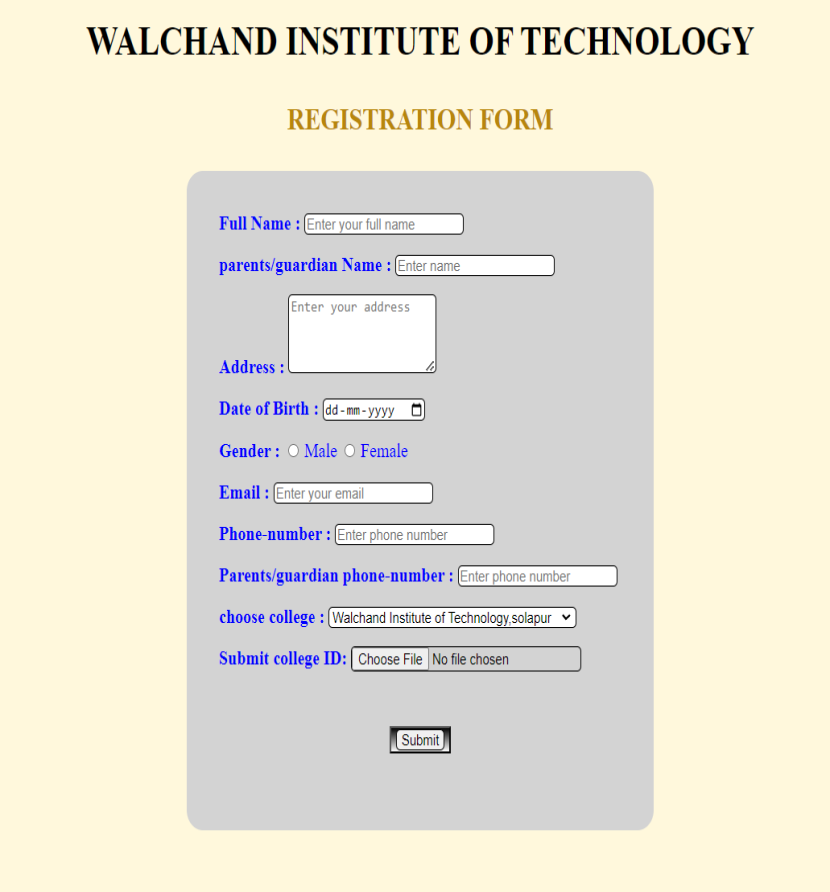 WALCHAND INSTITUTE OF TECHNOLOGY
REGISTRATION FORM
Full Name : Enter your full name
parents/guardian Name : Enter name
Enter your address
Address :
Date of Birth : dd-mm-yyyy
Gender : Male Female
Email : Enter your email
Phone-number : Enter phone number
Parents/guardian phone-number : Enter phone number
choose college : Walchand Institute of Technology,solapur
Submit college ID: Choose File No file chosen
Submit